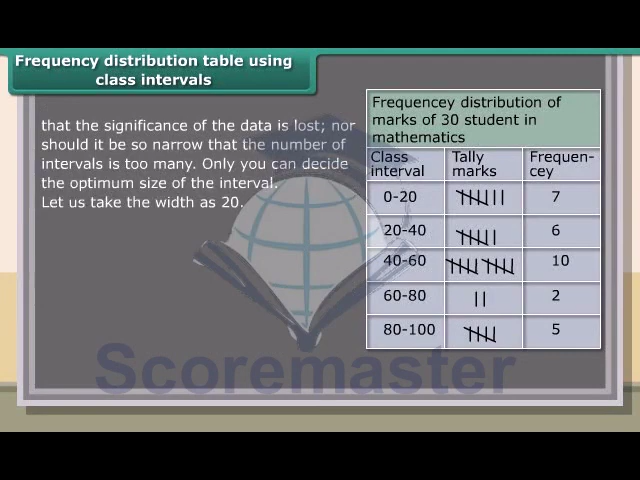 Frequency distribution table using
class intervals
that the significance of the data is lost; nor
should it be so narrow that the number of
intervals is too many. Only you can decide
the optimum size of the interval.
Let us take the width as 20.
Frequencey distribution of
marks of 30 student in
mathematics
Class interval Tally marks Frequen-cey
0-20 7
20-40 6
40-60 10
60-80 2
80-100 5
Scoremaster